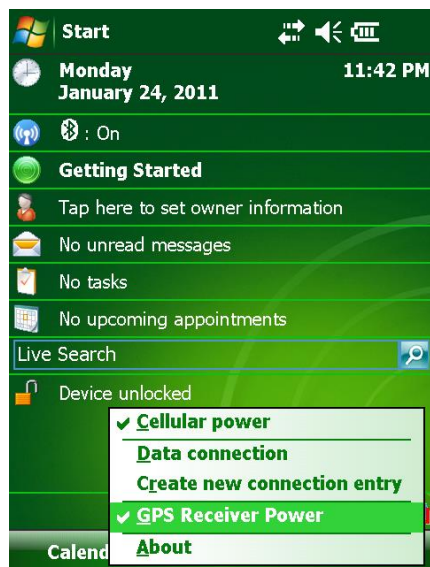 Start
Monday 11:42 PM
January 24, 2011
: On
Getting Started
Tap here to set owner information
No unread messages
No tasks
No upcoming appointments
Live Search
Device unlocked
Cellular power
Data connection
Create new connection entry
GPS Receiver Power
Calend
About